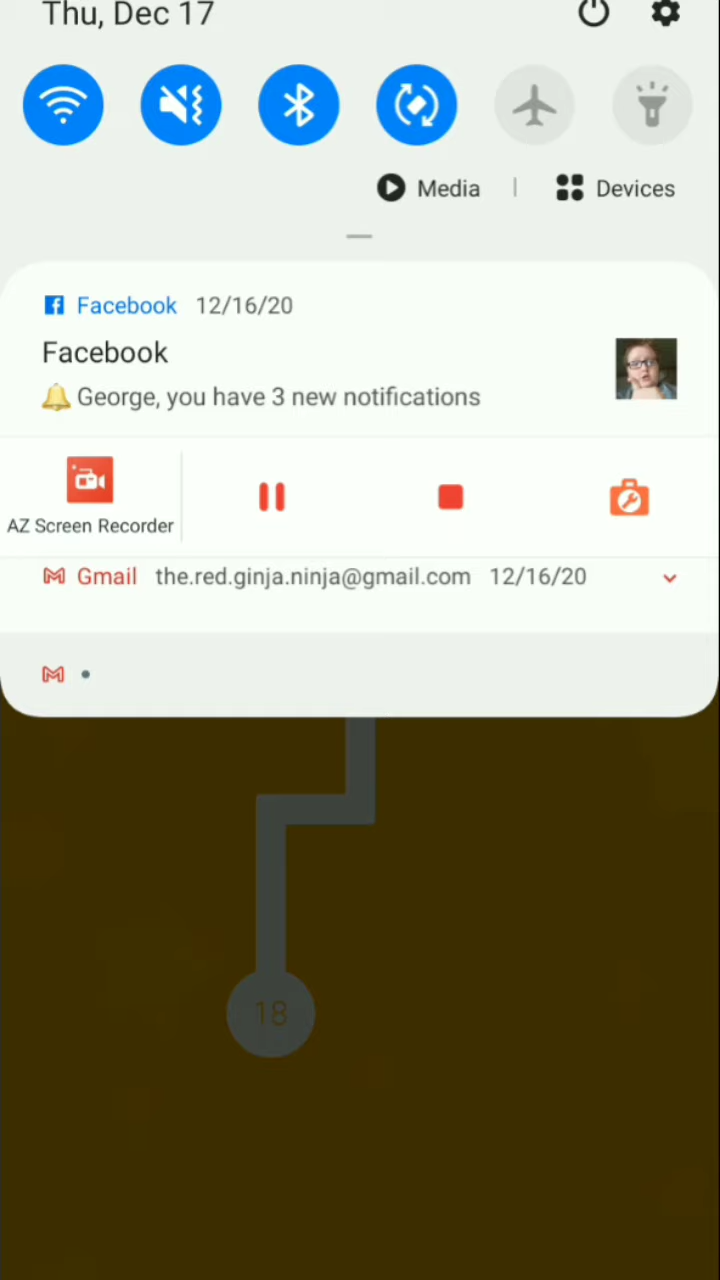 Thu, Dec 17
Media | Devices
Facebook 12/16/20
Facebook
George, you have 3 new notifications
AZ Screen Recorder
Gmail the.red.ginja.ninja@gmail.com 12/16/20
18